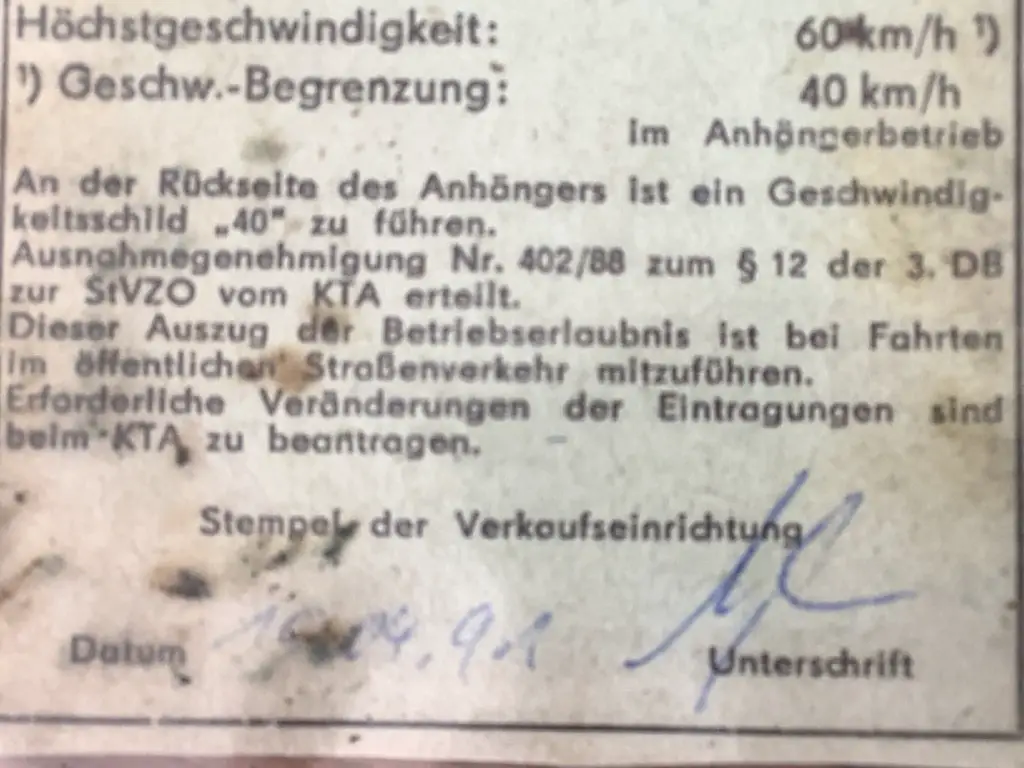 Höchstgeschwindigkeit: 60 km/h ¹)
¹) Geschw.-Begrenzung: 40 km/h
im Anhängerbetrieb
An der Rückseite des Anhängers ist ein Geschwindig-
keitsschild „40" zu führen.
Ausnahmegenehmigung Nr. 402/88 zum § 12 der 3. DB
zur StVZO vom KTA erteilt.
Dieser Auszug der Betriebserlaubnis ist bei Fahrten
im öffentlichen Straßenverkehr mitzuführen.
Erforderliche Veränderungen der Eintragungen sind
beim KTA zu beantragen.
Stempel der Verkaufseinrichtung
Datum
Unterschrift